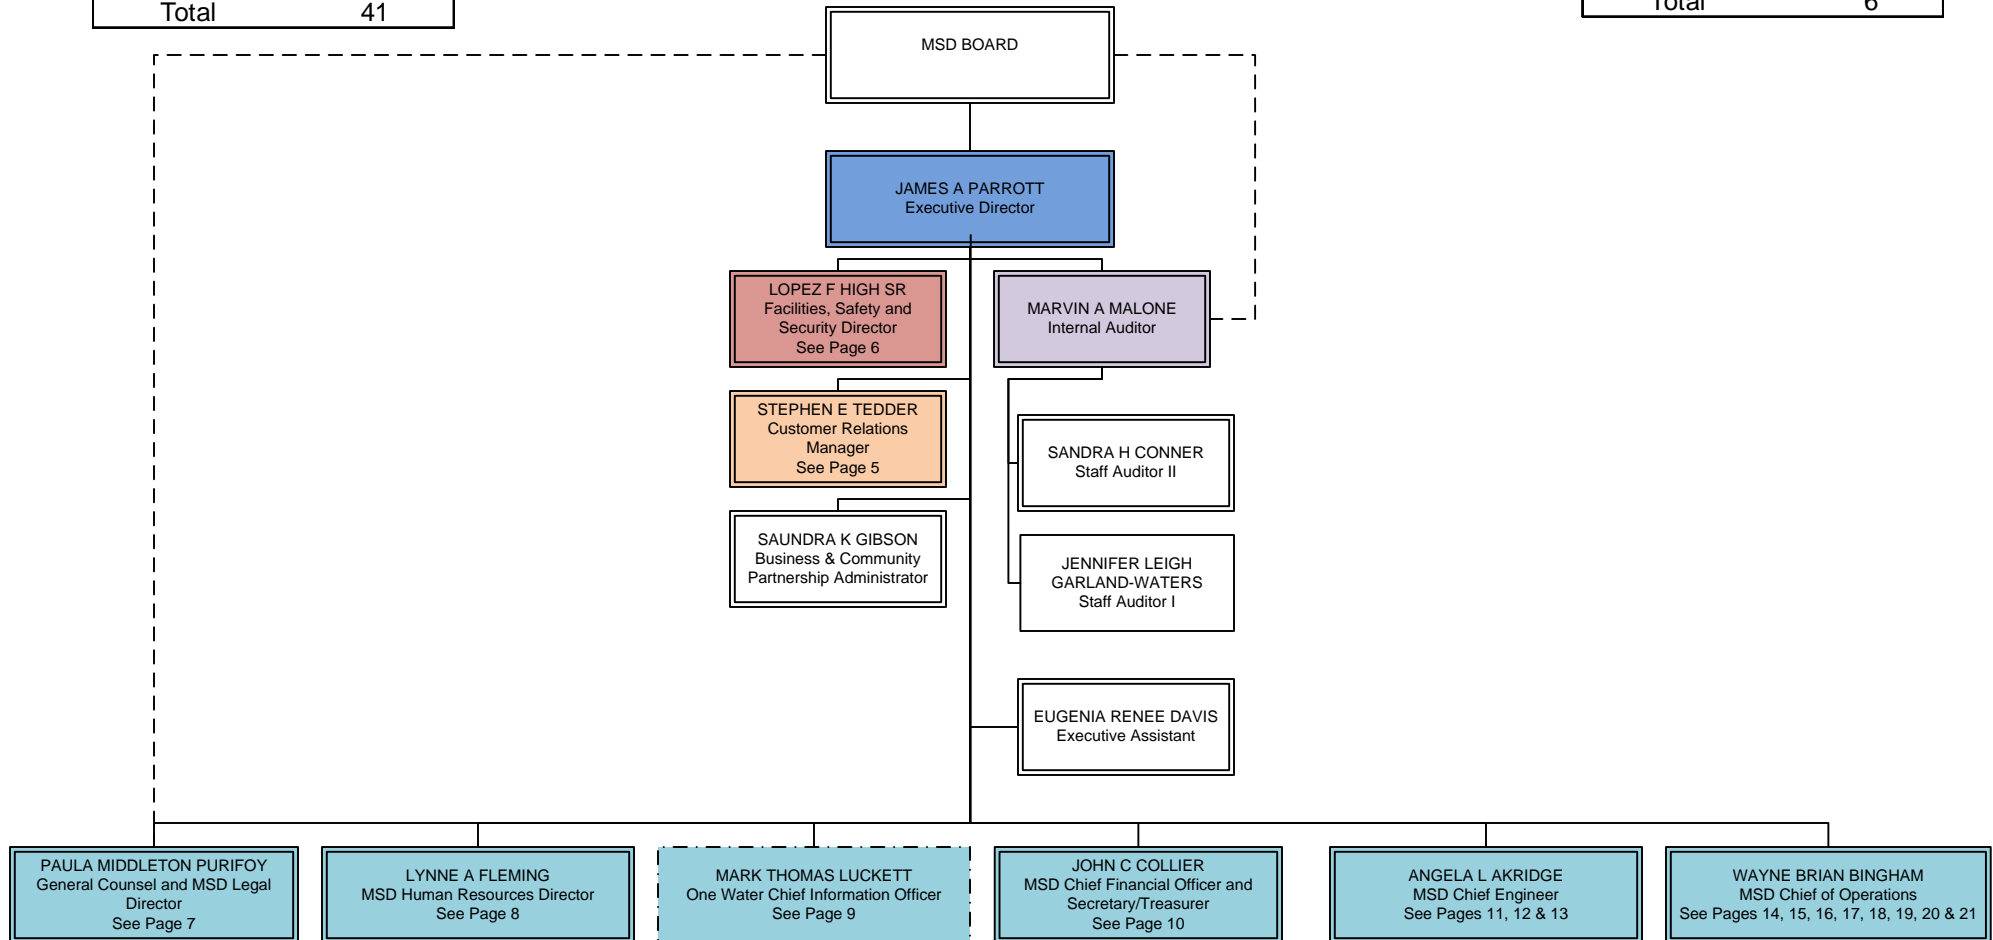 Total 41
Total 6
MSD BOARD
JAMES A PARROTT
Executive Director
LOPEZ F HIGH SR
Facilities, Safety and
Security Director
See Page 6
MARVIN A MALONE
Internal Auditor
STEPHEN E TEDDER
Customer Relations
Manager
See Page 5
SANDRA H CONNER
Staff Auditor II
SAUNDRA K GIBSON
Business & Community
Partnership Administrator
JENNIFER LEIGH
GARLAND-WATERS
Staff Auditor I
EUGENIA RENEE DAVIS
Executive Assistant
PAULA MIDDLETON PURIFOY
General Counsel and MSD Legal
Director
See Page 7
LYNNE A FLEMING
MSD Human Resources Director
See Page 8
MARK THOMAS LUCKETT
One Water Chief Information Officer
See Page 9
JOHN C COLLIER
MSD Chief Financial Officer and
Secretary/Treasurer
See Page 10
ANGELA L AKRIDGE
MSD Chief Engineer
See Pages 11, 12 & 13
WAYNE BRIAN BINGHAM
MSD Chief of Operations
See Pages 14, 15, 16, 17, 18, 19, 20 & 21